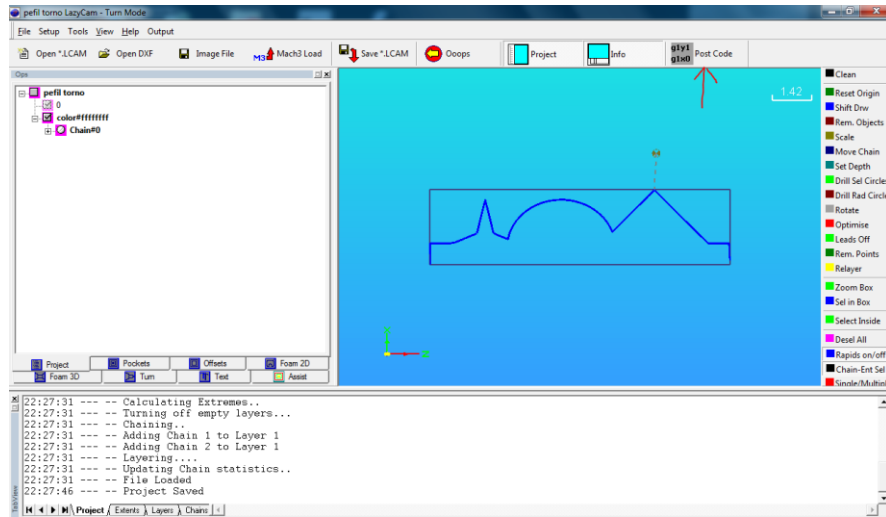 pefil torno LazyCam - Turn Mode
File Setup Tools View Help Output
Open *.LCAM Open DXF Image File M3 Mach3 Load Save *.LCAM Ooops Project Info g1y1 Post Code
g1x0
Ops
pefil torno
0
color#ffffffff
Chain#0
1.42
Clean
Reset Origin
Shift Drw
Rem. Objects
Scale
Move Chain
Set Depth
Drill Sel Circle
Drill Rad Circle
Rotate
Optimise
Leads Off
Rem. Points
Relayer
Zoom Box
Sel in Box
Select Inside
Desel All
Rapids on/off
Chain-Ent Sel
Single/Multipl
Project Pockets Offsets Foam 2D
Foam 3D Turn Text Assist
22:27:31 --- -- Calculating Extremes..
22:27:31 --- -- Turning off empty layers...
22:27:31 --- -- Chaining..
22:27:31 --- -- Adding Chain 1 to Layer 1
22:27:31 --- -- Adding Chain 2 to Layer 1
22:27:31 --- -- Layering....
22:27:31 --- -- Updating Chain statistics..
22:27:31 --- -- File Loaded
22:27:46 --- -- Project Saved
Project Extents Layers Chains